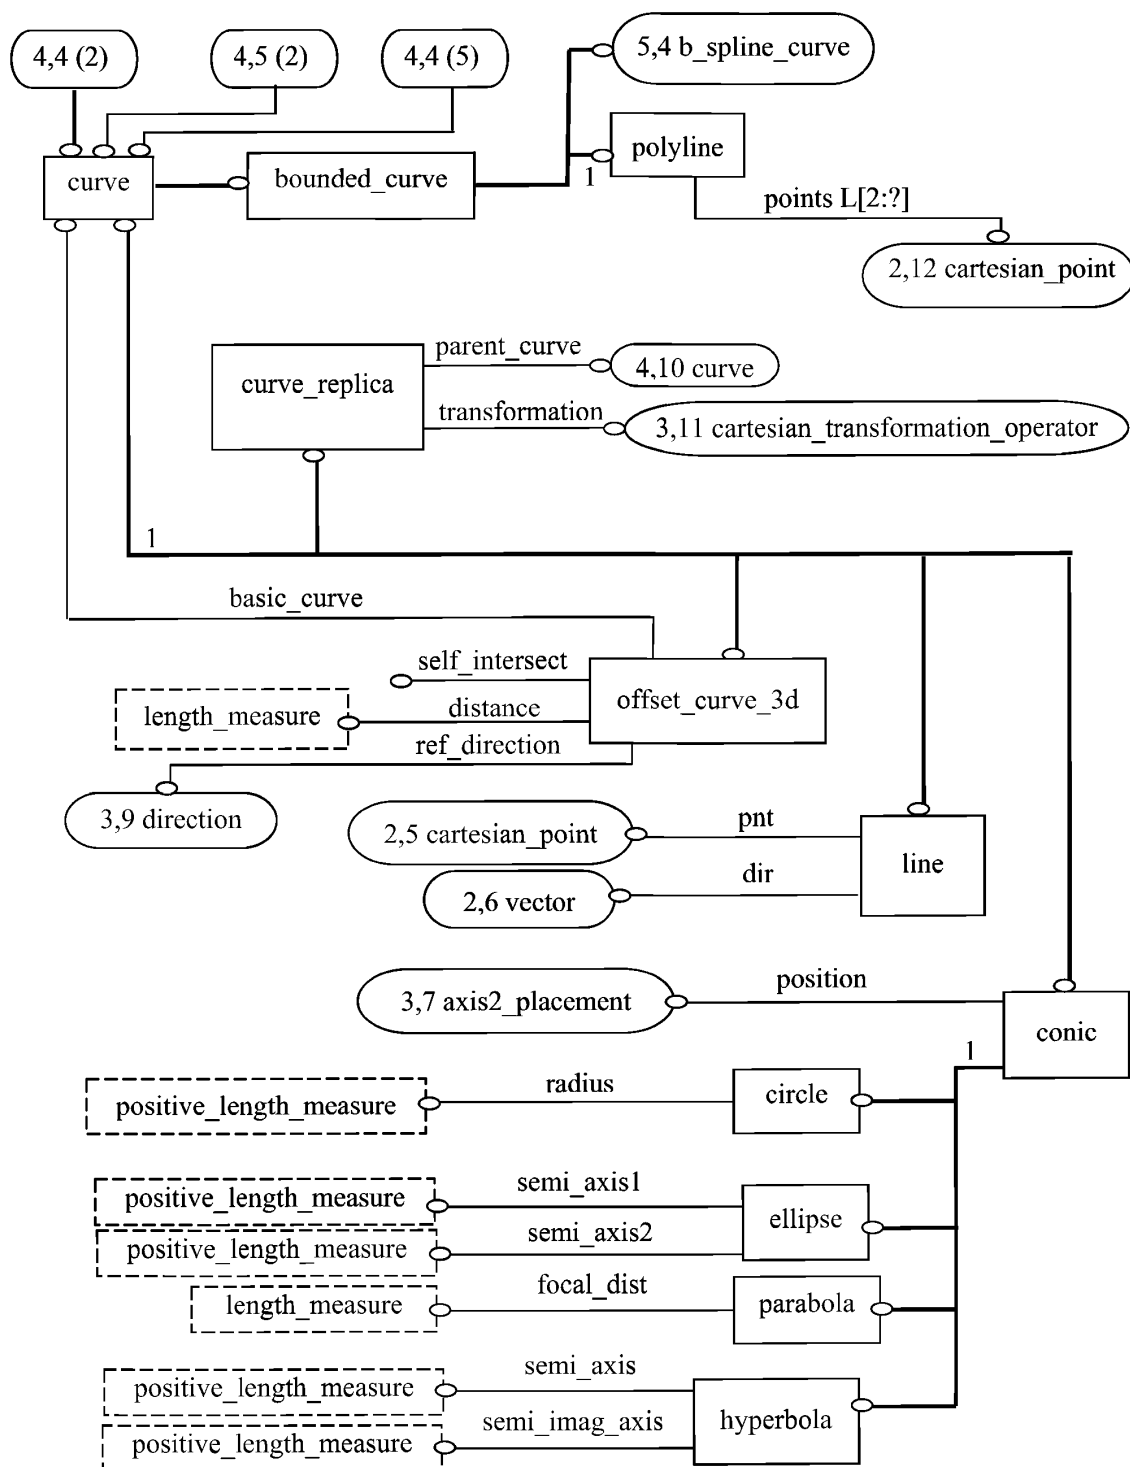 4,4 (2)
4,5 (2)
4,4 (5)
5,4 b_spline_curve
curve
bounded_curve
1
polyline
points L[2:?]
2,12 cartesian_point
curve_replica
parent_curve
4,10 curve
transformation
3,11 cartesian_transformation_operator
1
basic_curve
self_intersect
length_measure
distance
offset_curve_3d
ref_direction
3,9 direction
2,5 cartesian_point
pnt
line
2,6 vector
dir
3,7 axis2_placement
position
conic
1
positive_length_measure
radius
circle
positive_length_measure
semi_axis1
ellipse
positive_length_measure
semi_axis2
length_measure
focal_dist
parabola
positive_length_measure
semi_axis
hyperbola
positive_length_measure
semi_imag_axis